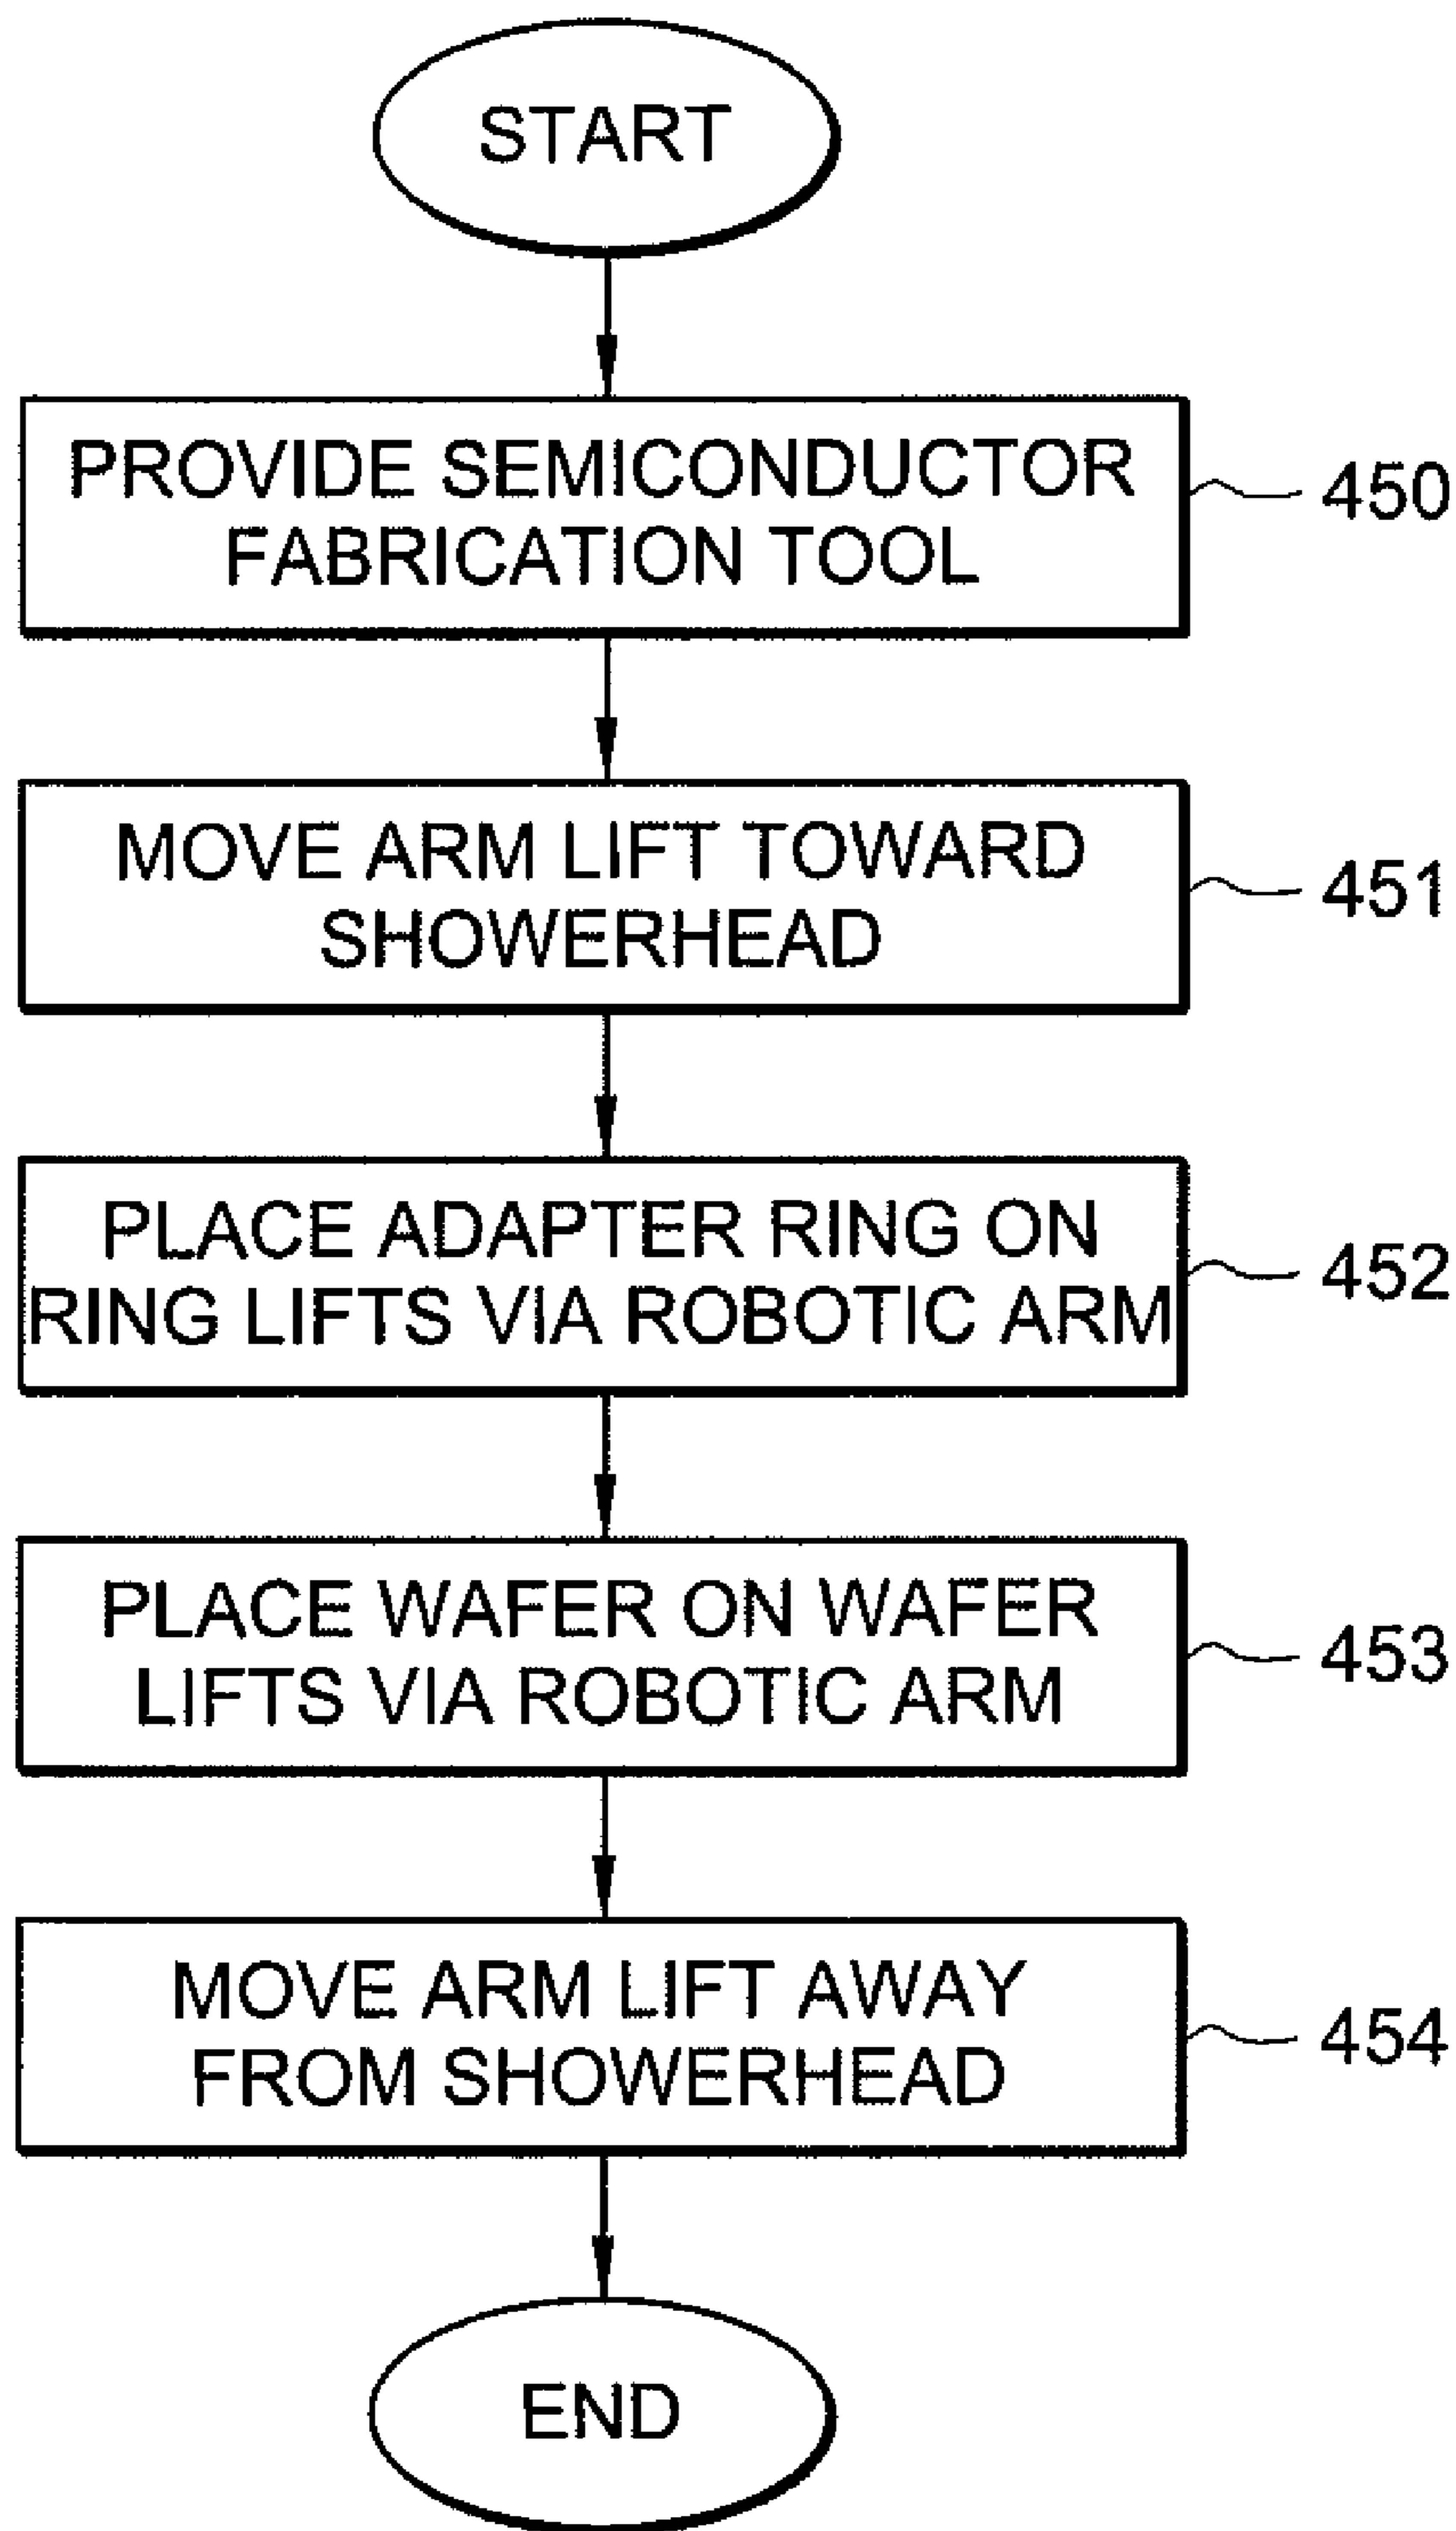 START
PROVIDE SEMICONDUCTOR
FABRICATION TOOL
450
MOVE ARM LIFT TOWARD
SHOWERHEAD
451
PLACE ADAPTER RING ON
RING LIFTS VIA ROBOTIC ARM
452
PLACE WAFER ON WAFER
LIFTS VIA ROBOTIC ARM
453
MOVE ARM LIFT AWAY
FROM SHOWERHEAD
454
END